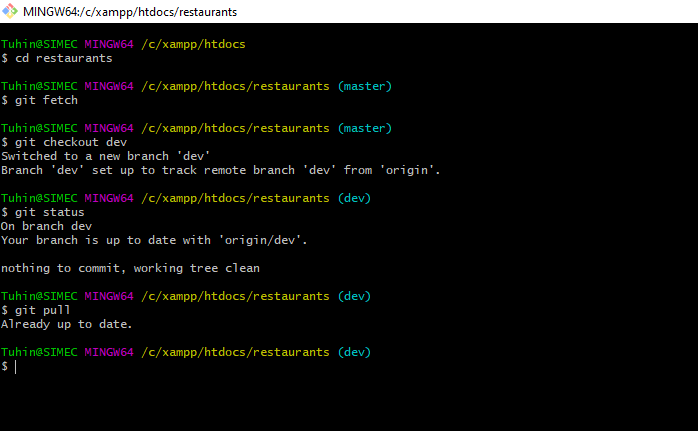 MINGW64:/c/xampp/htdocs/restaurants
Tuhin@SIMEC MINGW64 /c/xampp/htdocs
$ cd restaurants
Tuhin@SIMEC MINGW64 /c/xampp/htdocs/restaurants (master)
$ git fetch
Tuhin@SIMEC MINGW64 /c/xampp/htdocs/restaurants (master)
$ git checkout dev
Switched to a new branch 'dev'
Branch 'dev' set up to track remote branch 'dev' from 'origin'.
Tuhin@SIMEC MINGW64 /c/xampp/htdocs/restaurants (dev)
$ git status
On branch dev
Your branch is up to date with 'origin/dev'.
nothing to commit, working tree clean
Tuhin@SIMEC MINGW64 /c/xampp/htdocs/restaurants (dev)
$ git pull
Already up to date.
Tuhin@SIMEC MINGW64 /c/xampp/htdocs/restaurants (dev)
$